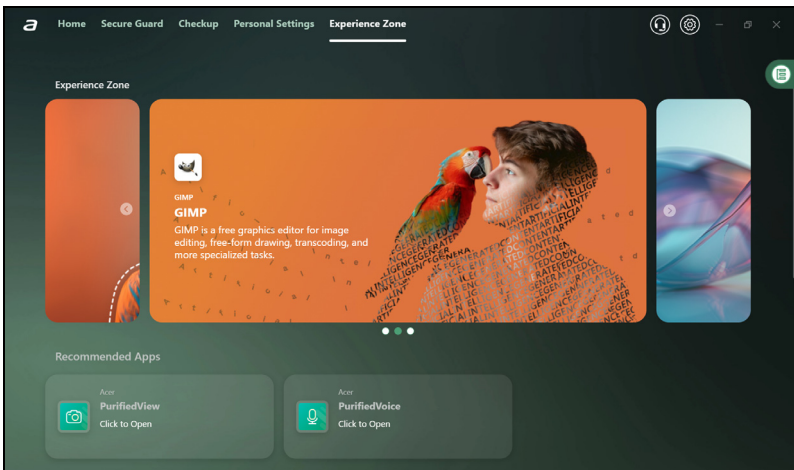 a Home Secure Guard Checkup Personal Settings Experience Zone
Experience Zone
GIMP
GIMP
GIMP is a free graphics editor for image
editing, free-form drawing, transcoding, and
more specialized tasks.
Recommended Apps
Acer
PurifiedView
Click to Open
Acer
PurifiedVoice
Click to Open